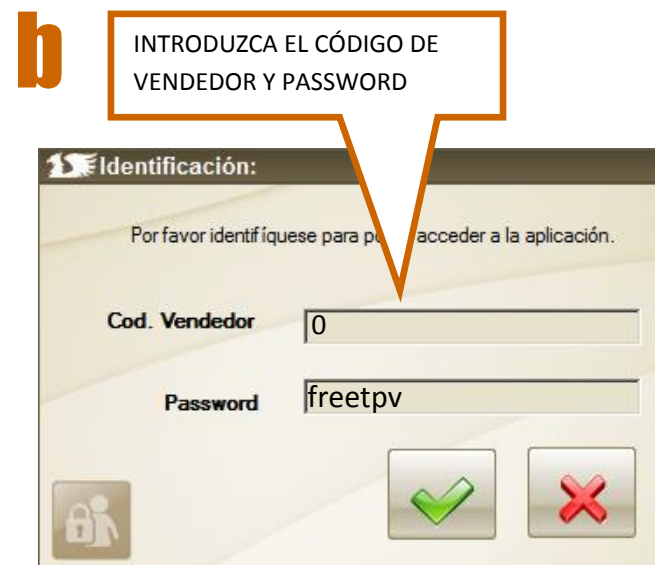 b
INTRODUZCA EL CÓDIGO DE
VENDEDOR Y PASSWORD
Identificación:
Por favor identifíquese para po acceder a la aplicación.
Cod. Vendedor
0
Password
freetpv